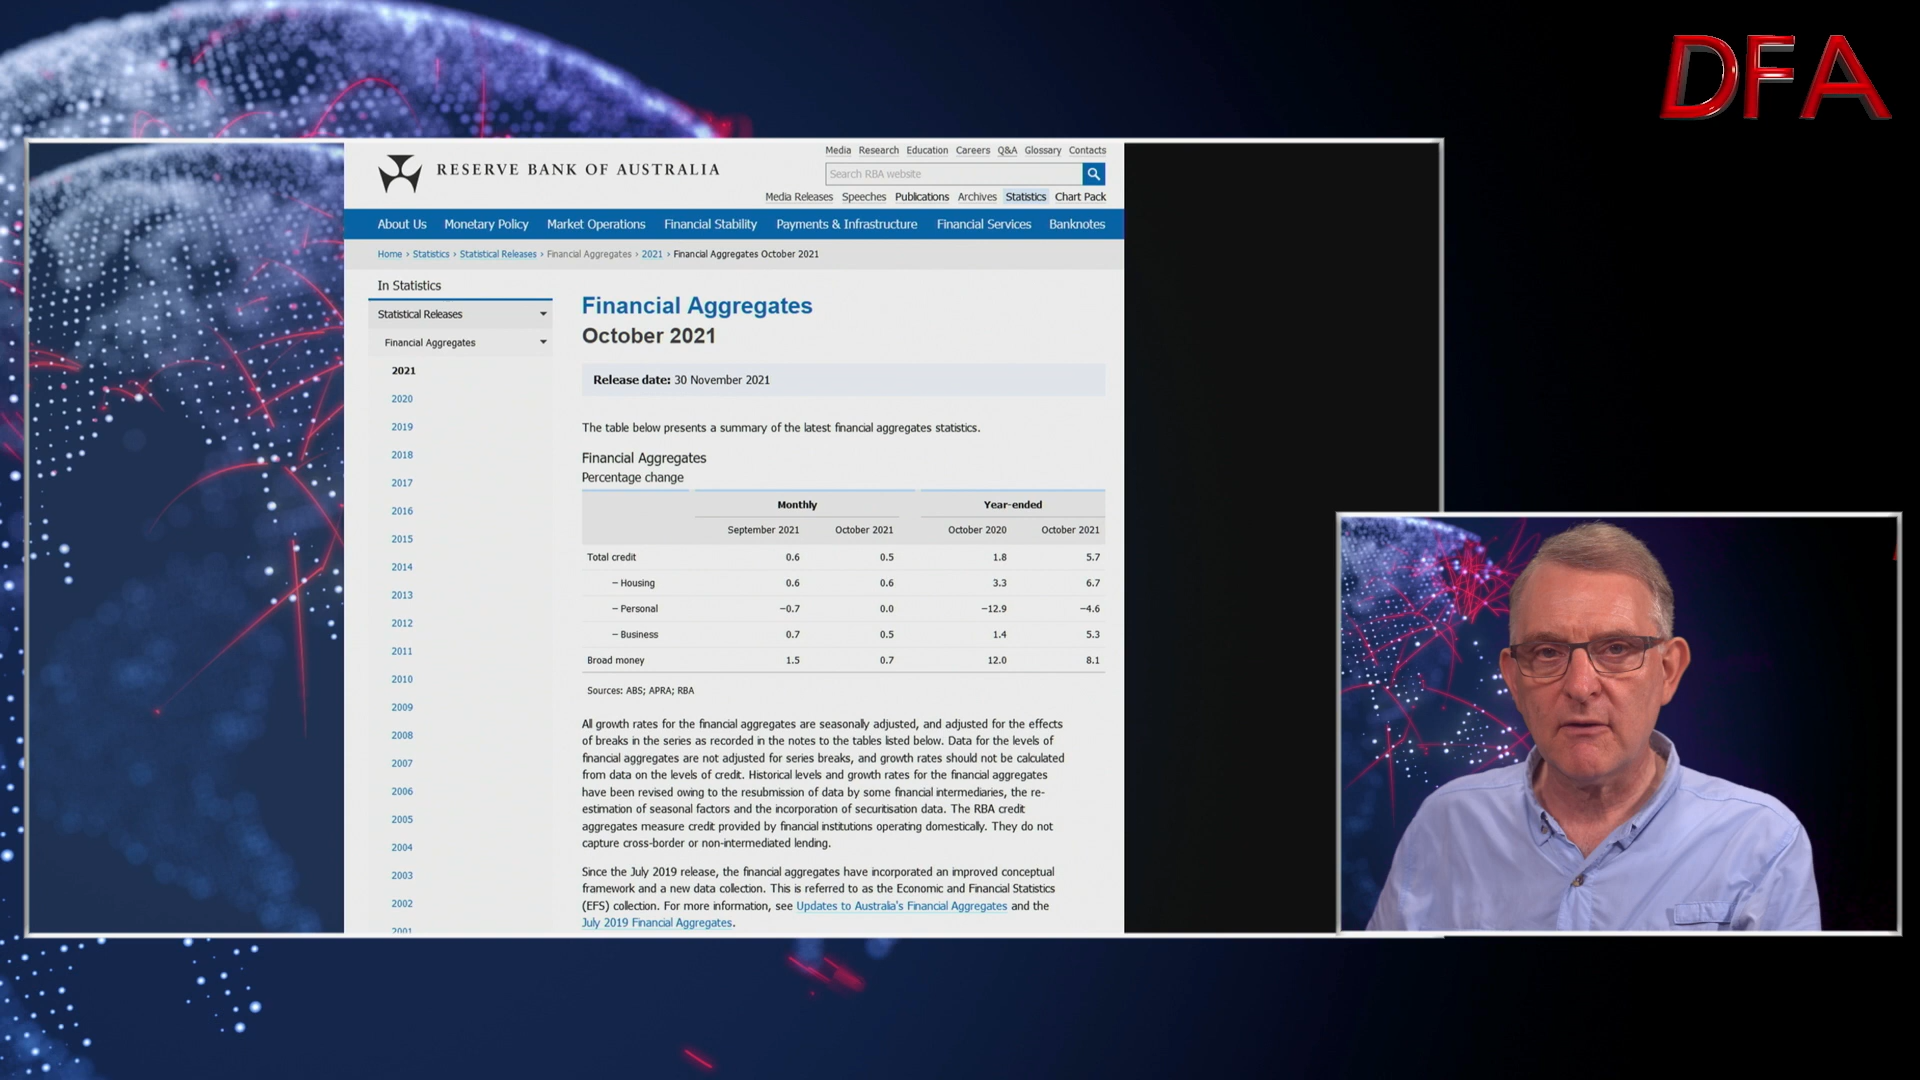 DFA
RESERVE BANK OF AUSTRALIA
Media Research Education Careers Q&A Glossary Contacts
Search RBA website
Media Releases Speeches Publications Archives Statistics Chart Pack
About Us Monetary Policy Market Operations Financial Stability Payments & Infrastructure Financial Services Banknotes
Home › Statistics › Statistical Releases › Financial Aggregates › 2021 › Financial Aggregates October 2021
In Statistics
Statistical Releases
Financial Aggregates
2021
2020
2019
2018
2017
2016
2015
2014
2013
2012
2011
2010
2009
2008
2007
2006
2005
2004
2003
2002
2001
Financial Aggregates
October 2021
Release date: 30 November 2021
The table below presents a summary of the latest financial aggregates statistics.
Financial Aggregates
Percentage change
Monthly Year-ended
September 2021 October 2021 October 2020 October 2021
Total credit 0.6 0.5 1.8 5.7
– Housing 0.6 0.6 3.3 6.7
– Personal −0.7 0.0 −12.9 −4.6
– Business 0.7 0.5 1.4 5.3
Broad money 1.5 0.7 12.0 8.1
Sources: ABS; APRA; RBA
All growth rates for the financial aggregates are seasonally adjusted, and adjusted for the effects
of breaks in the series as recorded in the notes to the tables listed below. Data for the levels of
financial aggregates are not adjusted for series breaks, and growth rates should not be calculated
from data on the levels of credit. Historical levels and growth rates for the financial aggregates
have been revised owing to the resubmission of data by some financial intermediaries, the re-
estimation of seasonal factors and the incorporation of securitisation data. The RBA credit
aggregates measure credit provided by financial institutions operating domestically. They do not
capture cross-border or non-intermediated lending.
Since the July 2019 release, the financial aggregates have incorporated an improved conceptual
framework and a new data collection. This is referred to as the Economic and Financial Statistics
(EFS) collection. For more information, see Updates to Australia's Financial Aggregates and the
July 2019 Financial Aggregates.